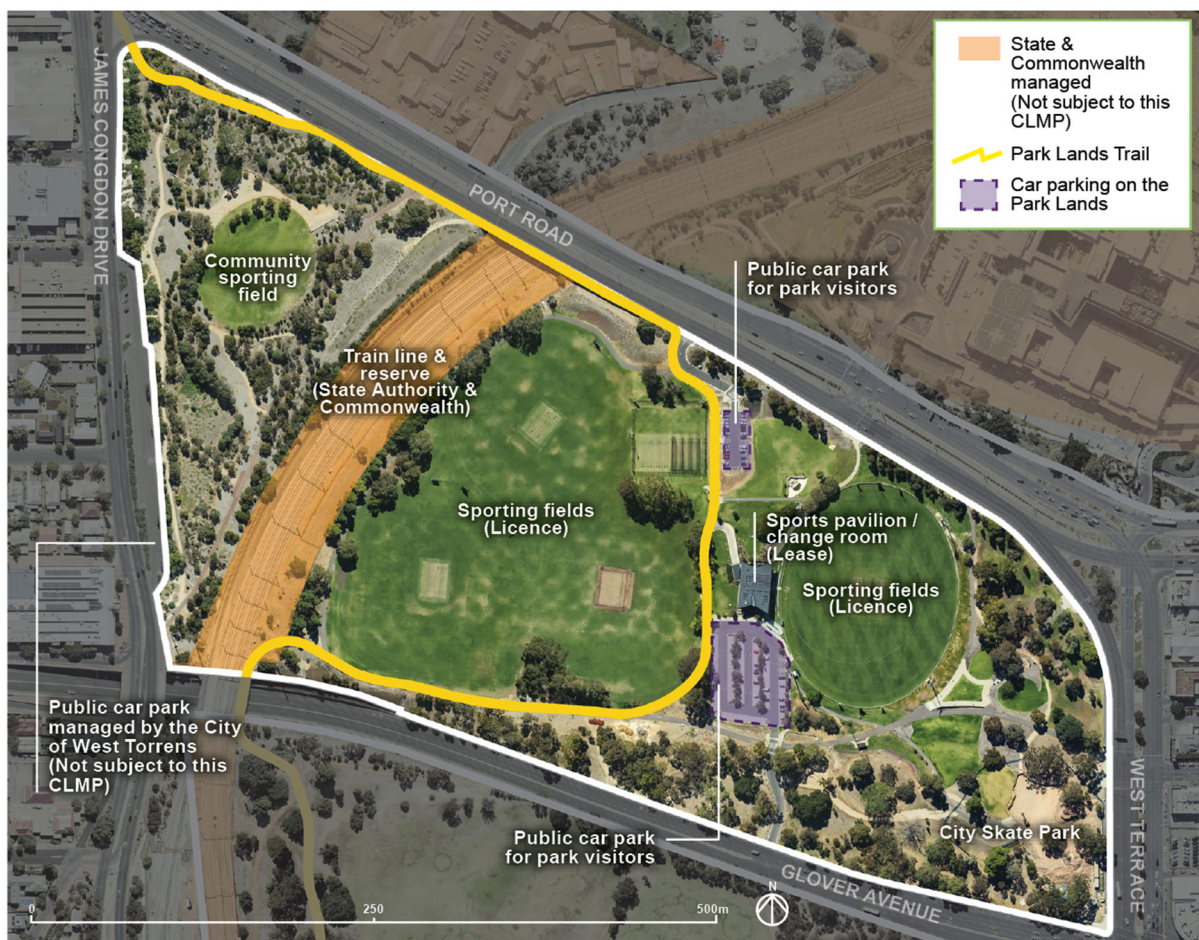 State &
Commonwealth
managed
(Not subject to this
CLMP)
Park Lands Trail
Car parking on the
Park Lands
JAMES CONGDON DRIVE
PORT ROAD
Community
sporting
field
Public car park
for park visitors
Train line &
reserve
(State Authority &
Commonwealth)
Sporting fields
(Licence)
Sports pavilion /
change room
(Lease)
Sporting fields
(Licence)
Public car park
managed by the City
of West Torrens
(Not subject to this
CLMP)
Public car park
for park visitors
City Skate Park
WEST TERRACE
GLOVER AVENUE
N
0
250
500m